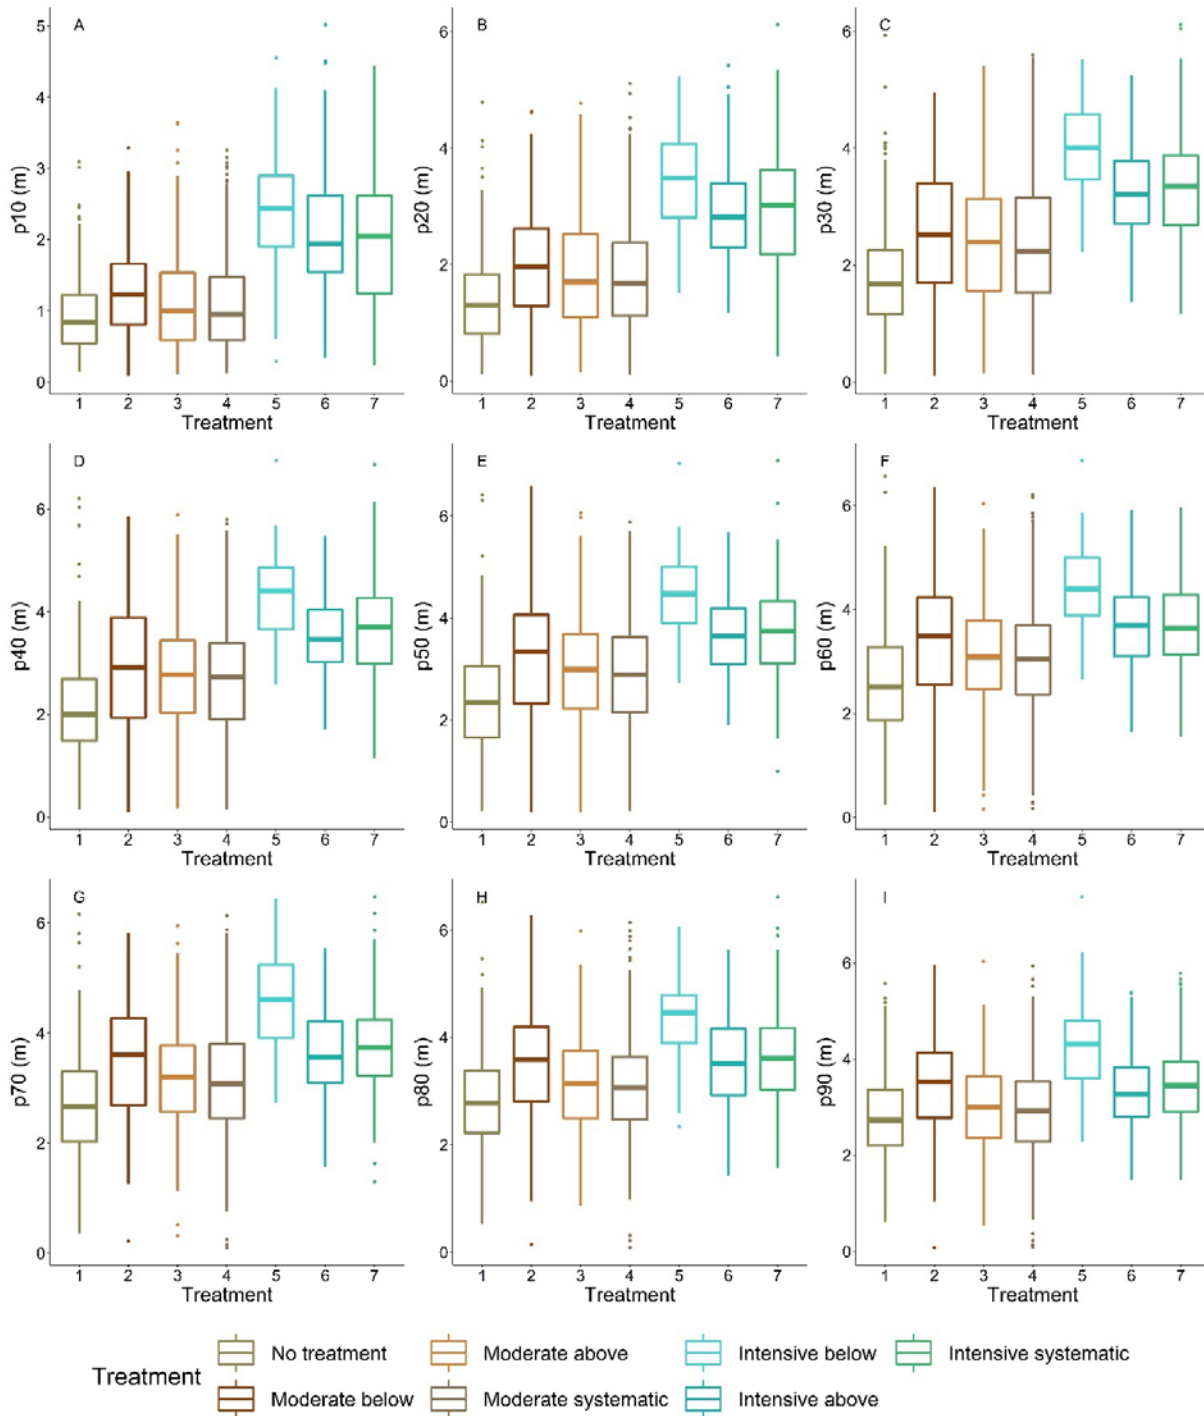 A
p10 (m)
5
4
3
2
1
0
1 2 3 4 5 6 7
Treatment
B
p20 (m)
6
4
2
0
1 2 3 4 5 6 7
Treatment
C
p30 (m)
6
4
2
0
1 2 3 4 5 6 7
Treatment
D
p40 (m)
6
4
2
0
1 2 3 4 5 6 7
Treatment
E
p50 (m)
6
4
2
0
1 2 3 4 5 6 7
Treatment
F
p60 (m)
6
4
2
0
1 2 3 4 5 6 7
Treatment
G
p70 (m)
6
4
2
0
1 2 3 4 5 6 7
Treatment
H
p80 (m)
6
4
2
0
1 2 3 4 5 6 7
Treatment
I
p90 (m)
6
4
2
0
1 2 3 4 5 6 7
Treatment
Treatment
No treatment Moderate above Intensive below Intensive systematic
Moderate below Moderate systematic Intensive above